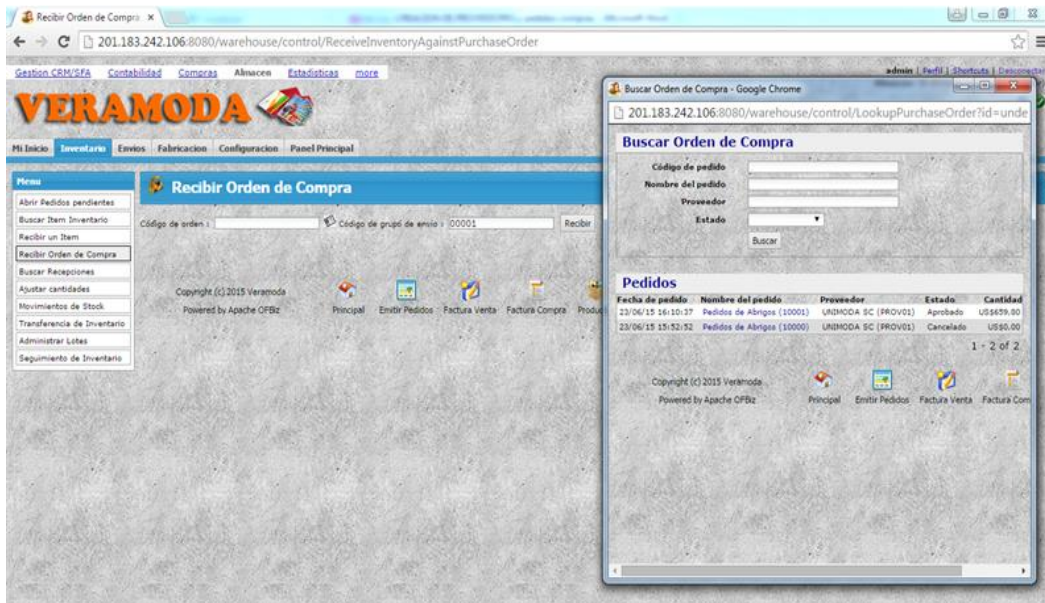 Recibir Orden de Compra
201.183.242.106:8080/warehouse/control/ReceiveInventoryAgainstPurchaseOrder
Gestion CRM/SFA Contabilidad Compras Almacen Estadisticas more
admin | Perfil | Shortcuts | Desconectar
VERAMODA
Mi Inicio Inventario Envios Fabricacion Configuracion Panel Principal
Menu
Abrir Pedidos pendientes
Buscar Item Inventario
Recibir un Item
Recibir Orden de Compra
Buscar Recepciones
Ajustar cantidades
Movimientos de Stock
Transferencia de Inventario
Administrar Lotes
Seguimiento de Inventario
Recibir Orden de Compra
Código de orden : Código de grupo de envio : 00001 Recibir
Copyright (c) 2015 Veramoda
Powered by Apache OFBiz
Principal Emitir Pedidos Factura Venta Factura Compra Produc
Buscar Orden de Compra - Google Chrome
201.183.242.106:8080/warehouse/control/LookupPurchaseOrder?id=unde
Buscar Orden de Compra
Código de pedido
Nombre del pedido
Proveedor
Estado
Buscar
Pedidos
Fecha de pedido Nombre del pedido Proveedor Estado Cantidad
23/06/15 16:10:37 Pedidos de Abrigos (10001) UNIMODA SC (PROV01) Aprobado US$659.80
23/06/15 15:52:52 Pedidos de Abrigos (10000) UNIMODA SC (PROV01) Cancelado US$0.00
1 - 2 of 2
Copyright (c) 2015 Veramoda
Powered by Apache OFBiz
Principal Emitir Pedidos Factura Venta Factura Com